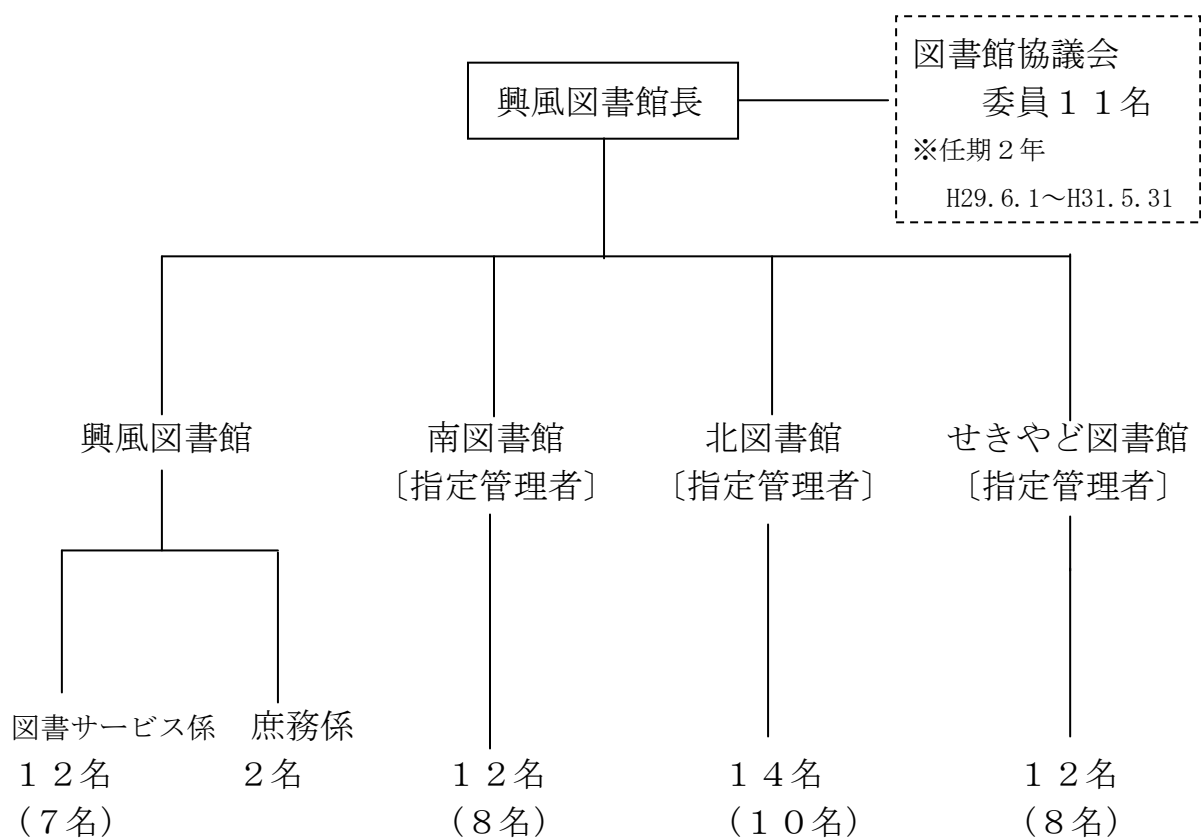 図書館協議会
委員11名
※任期2年
H29.6.1～H31.5.31
興風図書館長
興風図書館
南図書館
〔指定管理者〕
北図書館
〔指定管理者〕
せきやど図書館
〔指定管理者〕
図書サービス係
12名
(7名)
庶務係
2名
12名
(8名)
14名
(10名)
12名
(8名)